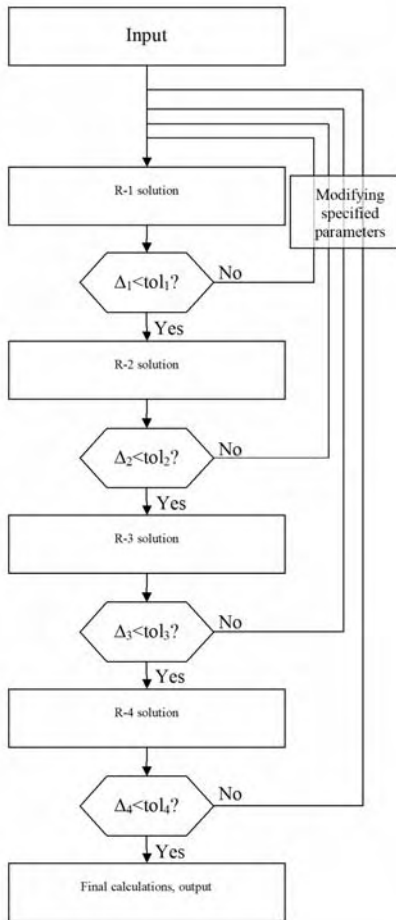 Input
R-1 solution
Modifying
specified
parameters
Δ₁<tol₁?
No
Yes
R-2 solution
Δ₂<tol₂?
No
Yes
R-3 solution
Δ₃<tol₃?
No
Yes
R-4 solution
Δ₄<tol₄?
No
Yes
Final calculations, output